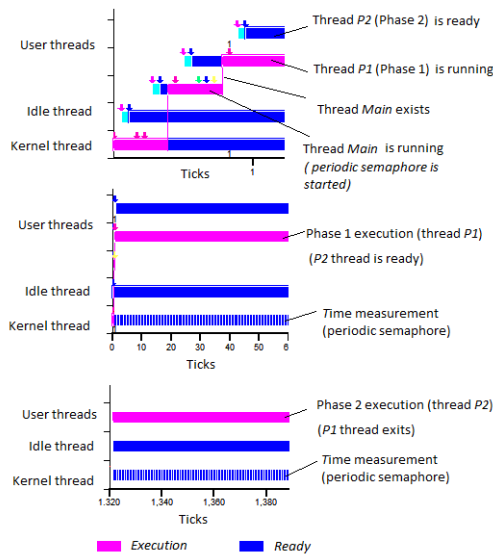 Thread P2 (Phase 2) is ready
User threads
1
Thread P1 (Phase 1) is running
Thread Main exists
Idle thread
Kernel thread
Thread Main is running
( periodic semaphore is
started)
1
1
Ticks
User threads
Phase 1 execution (thread P1)
(P2 thread is ready)
Idle thread
Kernel thread
Time measurement
(periodic semaphore)
0 10 20 30 40 50 6
Ticks
User threads
Phase 2 execution (thread P2)
(P1 thread exits)
Idle thread
Kernel thread
Time measurement
(periodic semaphore)
1,320 1,340 1,360 1,380
Ticks
Execution Ready